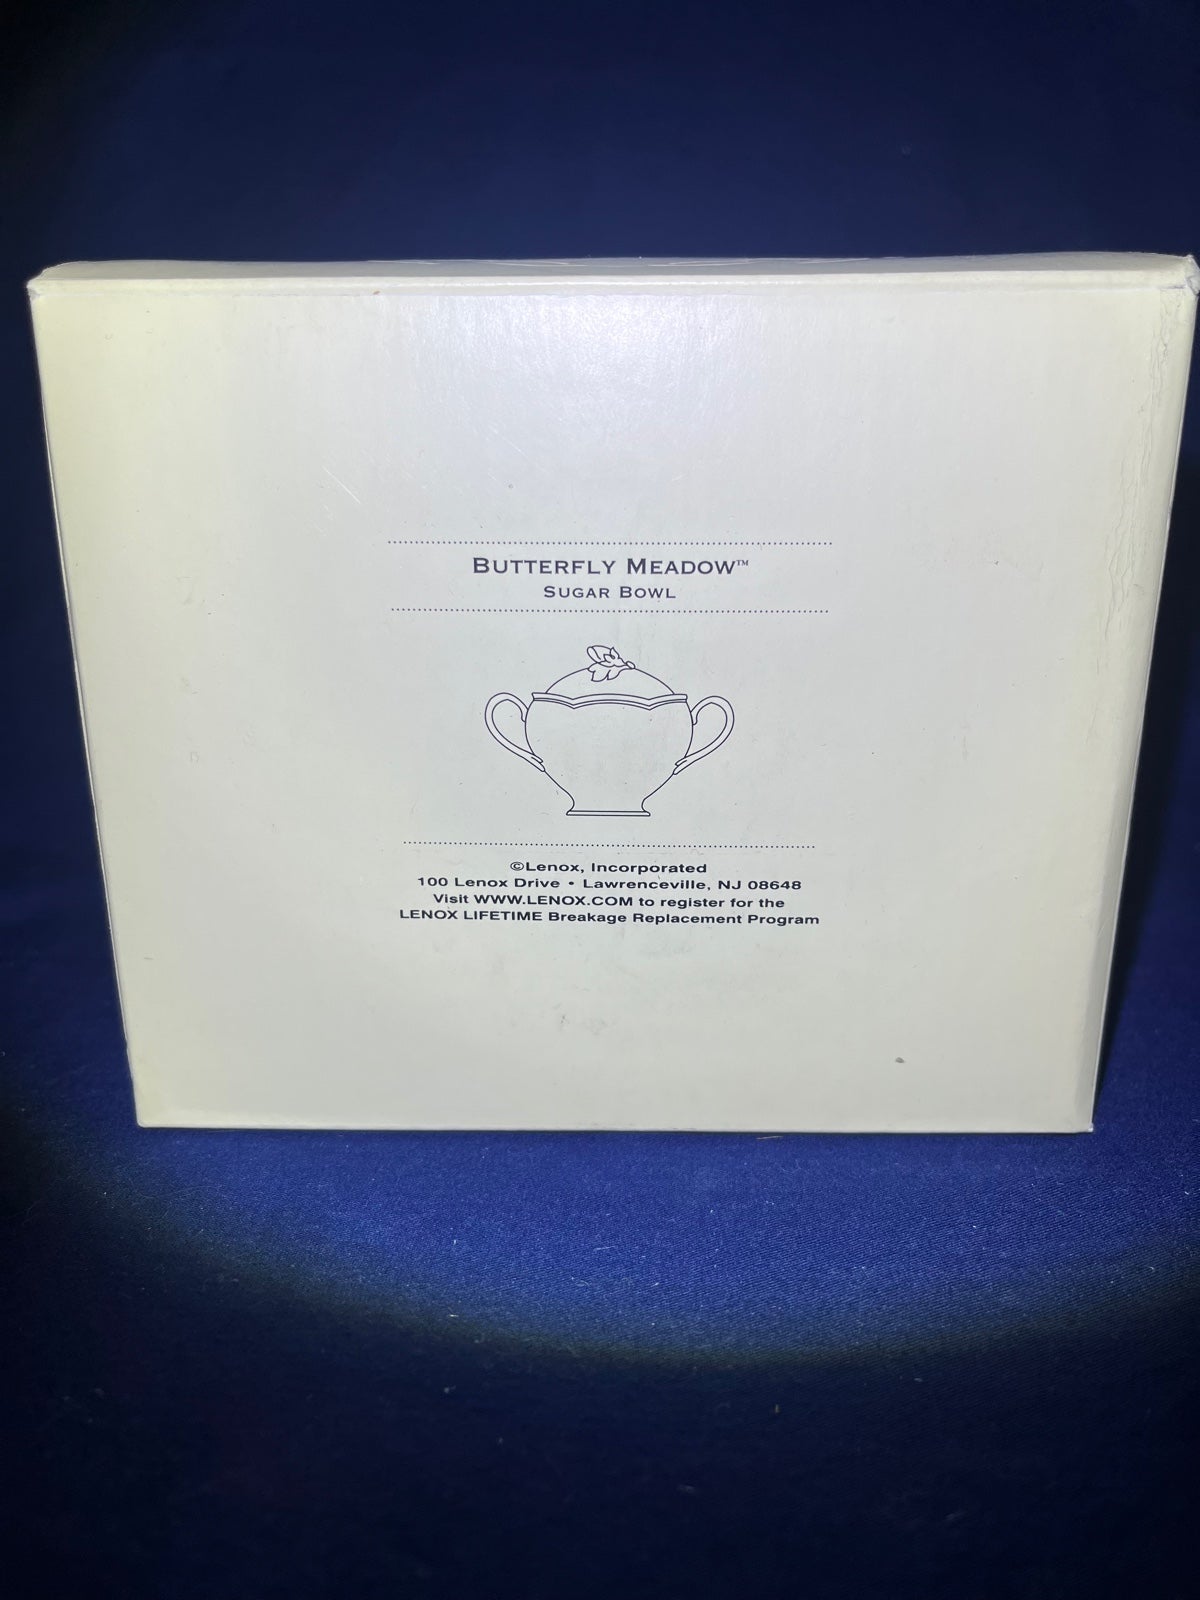 BUTTERFLY MEADOW™
SUGAR BOWL
©Lenox, Incorporated
100 Lenox Drive • Lawrenceville, NJ 08648
Visit WWW.LENOX.COM to register for the
LENOX LIFETIME Breakage Replacement Program